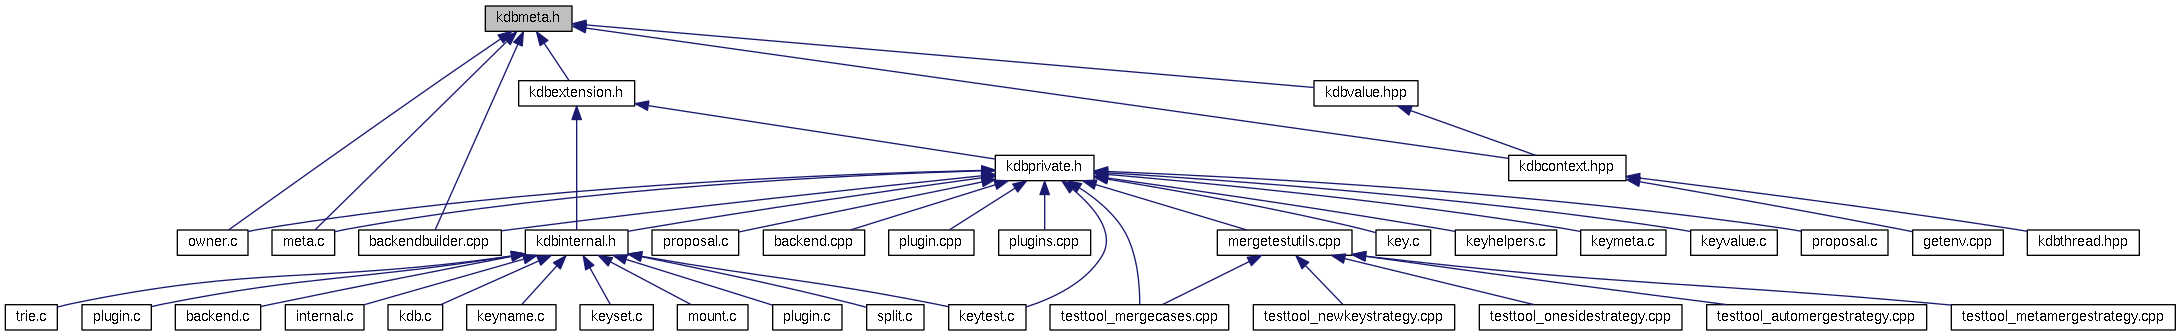 kdbmeta.h
kdbextension.h
kdbvalue.hpp
kdbprivate.h
kdbcontext.hpp
owner.c
meta.c
backendbuilder.cpp
kdbinternal.h
proposal.c
backend.cpp
plugin.cpp
plugins.cpp
mergetestutils.cpp
key.c
keyhelpers.c
keymeta.c
keyvalue.c
proposal.c
getenv.cpp
kdbthread.hpp
trie.c
plugin.c
backend.c
internal.c
kdb.c
keyname.c
keyset.c
mount.c
plugin.c
split.c
keytest.c
testtool_mergecases.cpp
testtool_newkeystrategy.cpp
testtool_onesidestrategy.cpp
testtool_automergestrategy.cpp
testtool_metamergestrategy.cpp